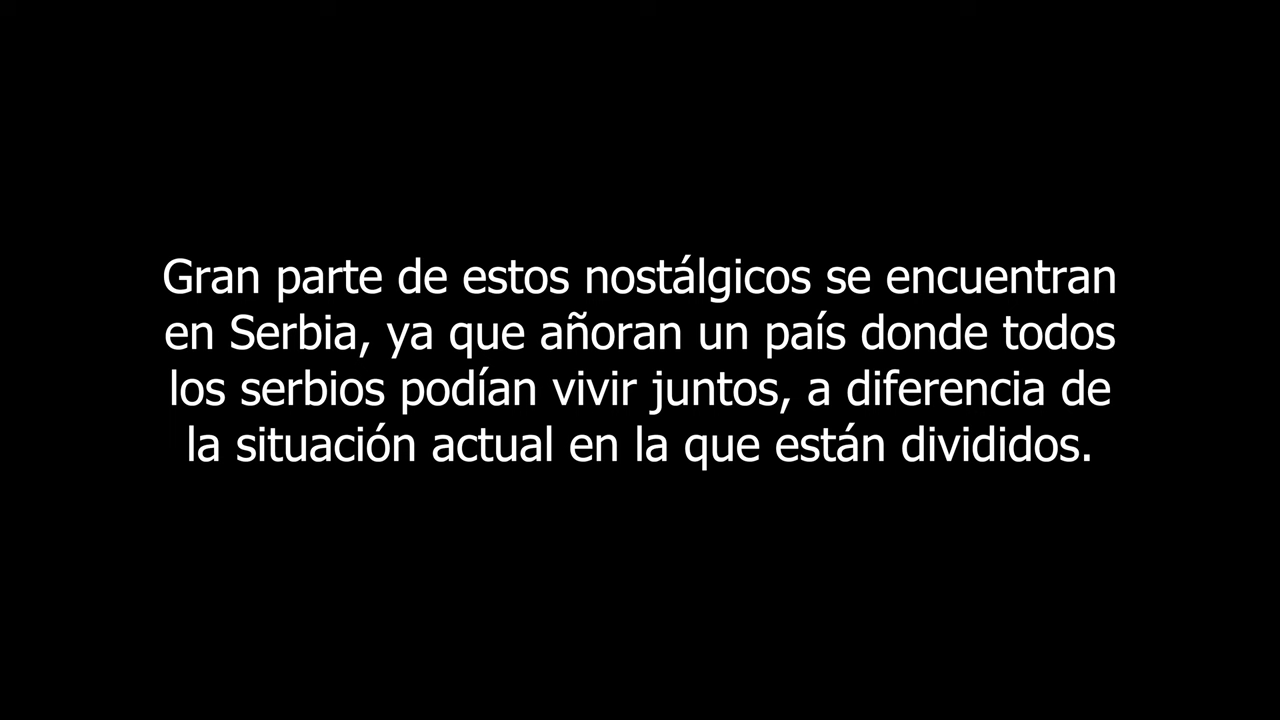 Gran parte de estos nostálgicos se encuentran
en Serbia, ya que añoran un país donde todos
los serbios podían vivir juntos, a diferencia de
la situación actual en la que están divididos.